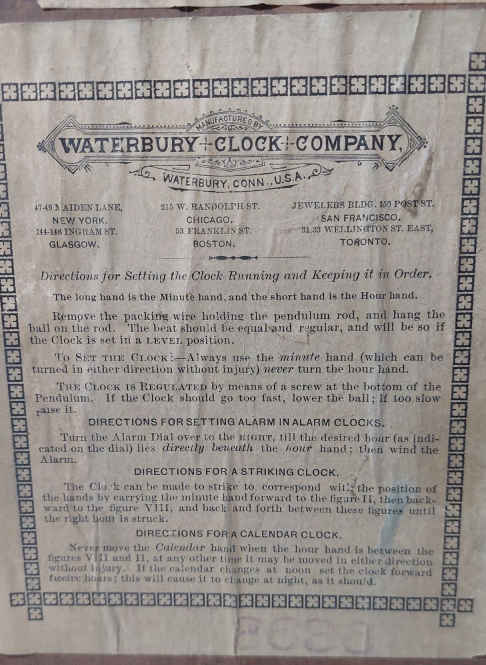 MANUFACTURED BY
WATERBURY CLOCK COMPANY,
WATERBURY, CONN., U.S.A.
47-49 MAIDEN LANE, 215 W. RANDOLPH ST. JEWELERS BLDG. 150 POST ST.
NEW YORK. CHICAGO. SAN FRANCISCO.
144-146 INGRAM ST. 53 FRANKLIN ST. 31-33 WELLINGTON ST. EAST,
GLASGOW. BOSTON. TORONTO.
Directions for Setting the Clock Running and Keeping it in Order.
The long hand is the Minute hand, and the short hand is the Hour hand.
Remove the packing wire holding the pendulum rod, and hang the
ball on the rod. The beat should be equal and regular, and will be so if
the Clock is set in a LEVEL position.
TO SET THE CLOCK:—Always use the minute hand (which can be
turned in either direction without injury) never turn the hour hand.
THE CLOCK IS REGULATED by means of a screw at the bottom of the
Pendulum. If the Clock should go too fast, lower the ball; if too slow
raise it.
DIRECTIONS FOR SETTING ALARM IN ALARM CLOCKS.
Turn the Alarm Dial over to the RIGHT, till the desired hour (as indi-
cated on the dial) lies directly beneath the hour hand; then wind the
Alarm.
DIRECTIONS FOR A STRIKING CLOCK.
The Clock can be made to strike to correspond with the position of
the hands by carrying the minute hand forward to the figure II, then back-
ward to the figure VIII, and back and forth between these figures until
the right hour is struck.
DIRECTIONS FOR A CALENDAR CLOCK.
Never move the Calendar hand when the hour hand is between the
figures VIII and II, at any other time it may be moved in either direction
without injury. If the calendar changes at noon set the clock forward
twelve hours; this will cause it to change at night, as it should.